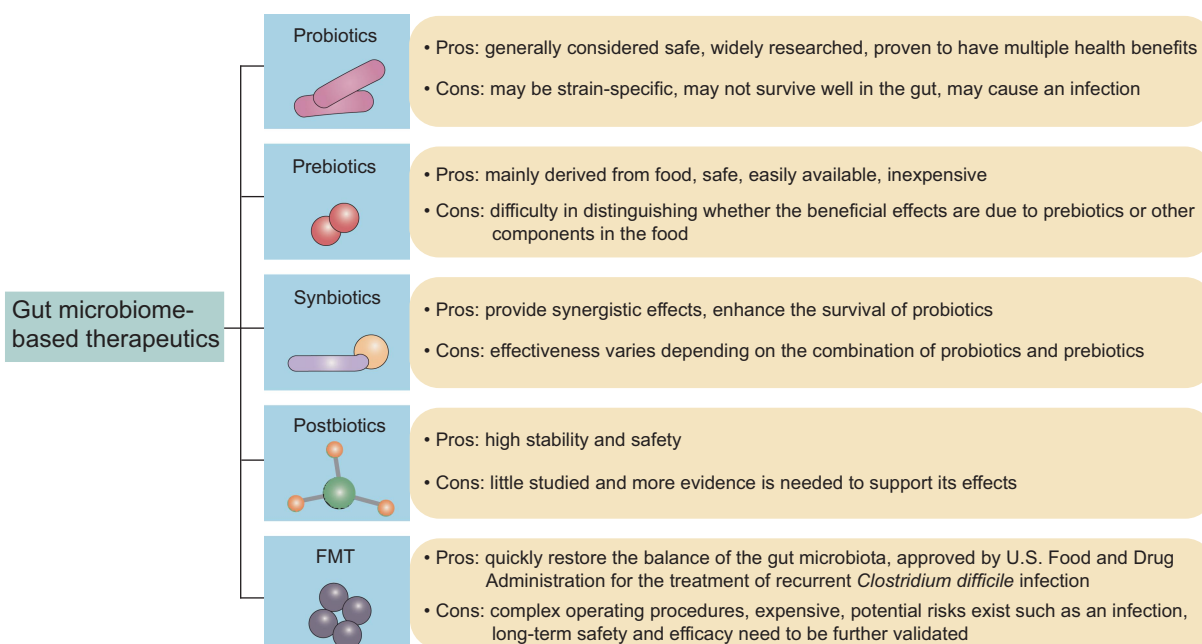 Gut microbiome-
based therapeutics
Probiotics
• Pros: generally considered safe, widely researched, proven to have multiple health benefits
• Cons: may be strain-specific, may not survive well in the gut, may cause an infection
Prebiotics
• Pros: mainly derived from food, safe, easily available, inexpensive
• Cons: difficulty in distinguishing whether the beneficial effects are due to prebiotics or other
components in the food
Synbiotics
• Pros: provide synergistic effects, enhance the survival of probiotics
• Cons: effectiveness varies depending on the combination of probiotics and prebiotics
Postbiotics
• Pros: high stability and safety
• Cons: little studied and more evidence is needed to support its effects
FMT
• Pros: quickly restore the balance of the gut microbiota, approved by U.S. Food and Drug
Administration for the treatment of recurrent Clostridium difficile infection
• Cons: complex operating procedures, expensive, potential risks exist such as an infection,
long-term safety and efficacy need to be further validated